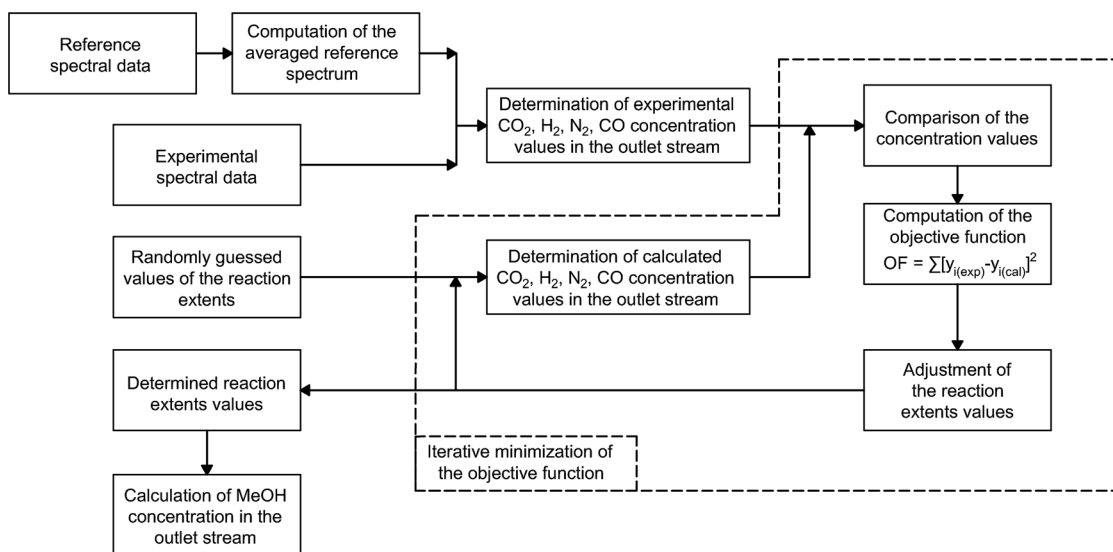 Reference
spectral data
Computation of the
averaged reference
spectrum
Experimental
spectral data
Determination of experimental
CO₂, H₂, N₂, CO concentration
values in the outlet stream
Comparison of the
concentration values
Computation of the
objective function
OF = ∑[y_i(exp)-y_i(cal)]²
Randomly guessed
values of the reaction
extents
Determination of calculated
CO₂, H₂, N₂, CO concentration
values in the outlet stream
Adjustment of
the reaction
extents values
Determined reaction
extents values
Iterative minimization of
the objective function
Calculation of MeOH
concentration in the
outlet stream